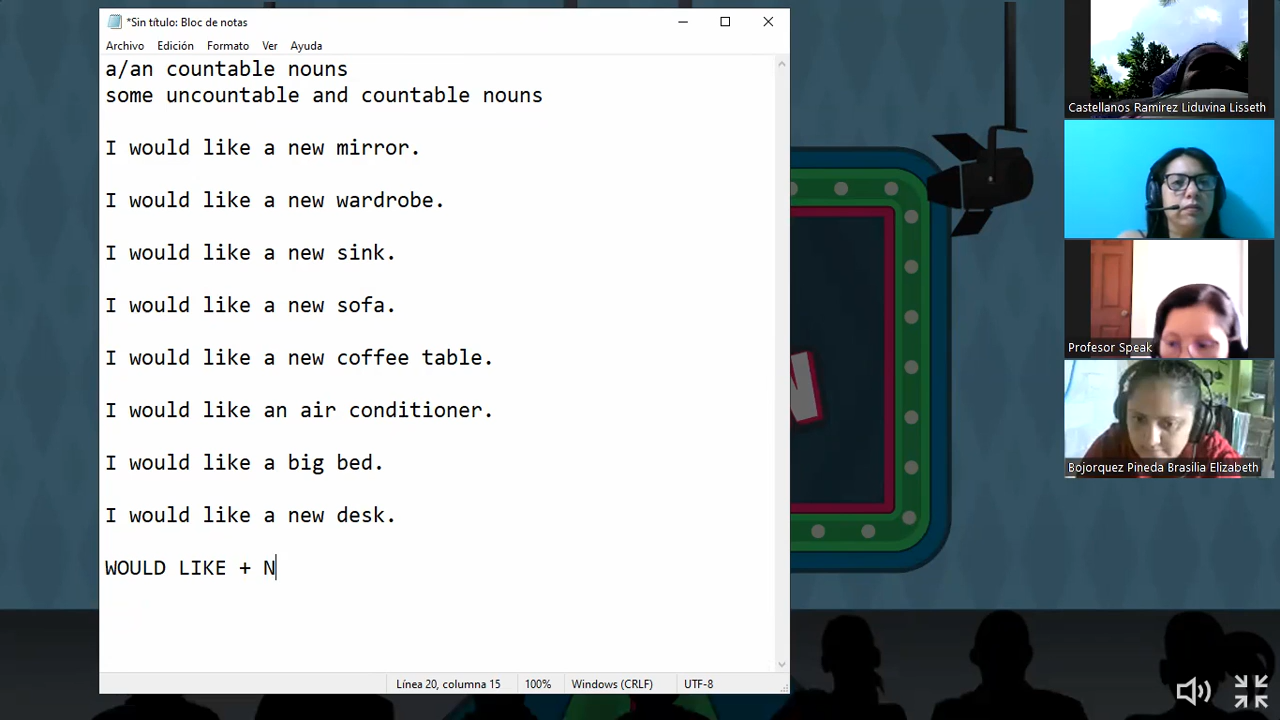 *Sin título: Bloc de notas
Archivo Edición Formato Ver Ayuda
a/an countable nouns
some uncountable and countable nouns
I would like a new mirror.
I would like a new wardrobe.
I would like a new sink.
I would like a new sofa.
I would like a new coffee table.
I would like an air conditioner.
I would like a big bed.
I would like a new desk.
WOULD LIKE + N
Línea 20, columna 15 100% Windows (CRLF) UTF-8
Castellanos Ramirez Liduvina Lisseth
Profesor Speak
Bojorquez Pineda Brasilia Elizabeth